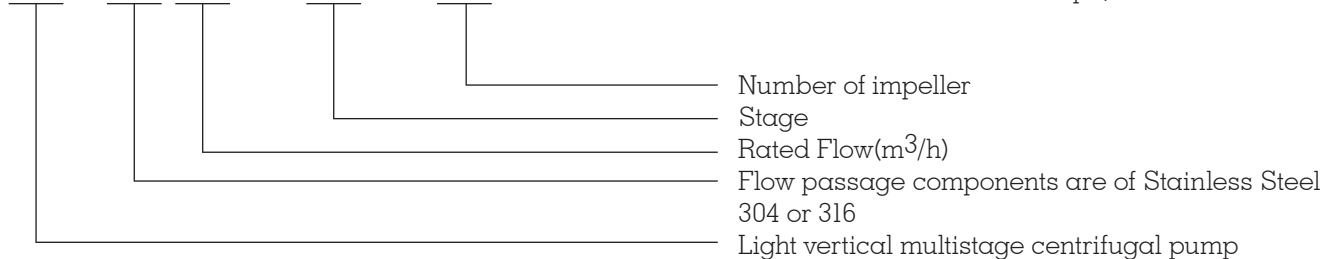 Number of impeller
Stage
Rated Flow(m³/h)
Flow passage components are of Stainless Steel
304 or 316
Light vertical multistage centrifugal pump